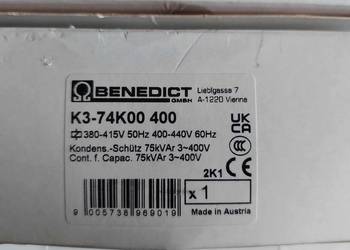 BENEDICT
GMBH
Lieblgasse 7
A-1220 Vienna
K3-74K00 400
380-415V 50Hz 400-440V 60Hz
Kondens.-Schütz 75kVAr 3~400V
Cont. f. Capac. 75kVAr 3~400V
UK
CA
CCC
2K1
x 1
9 005738 969019
Made in Austria